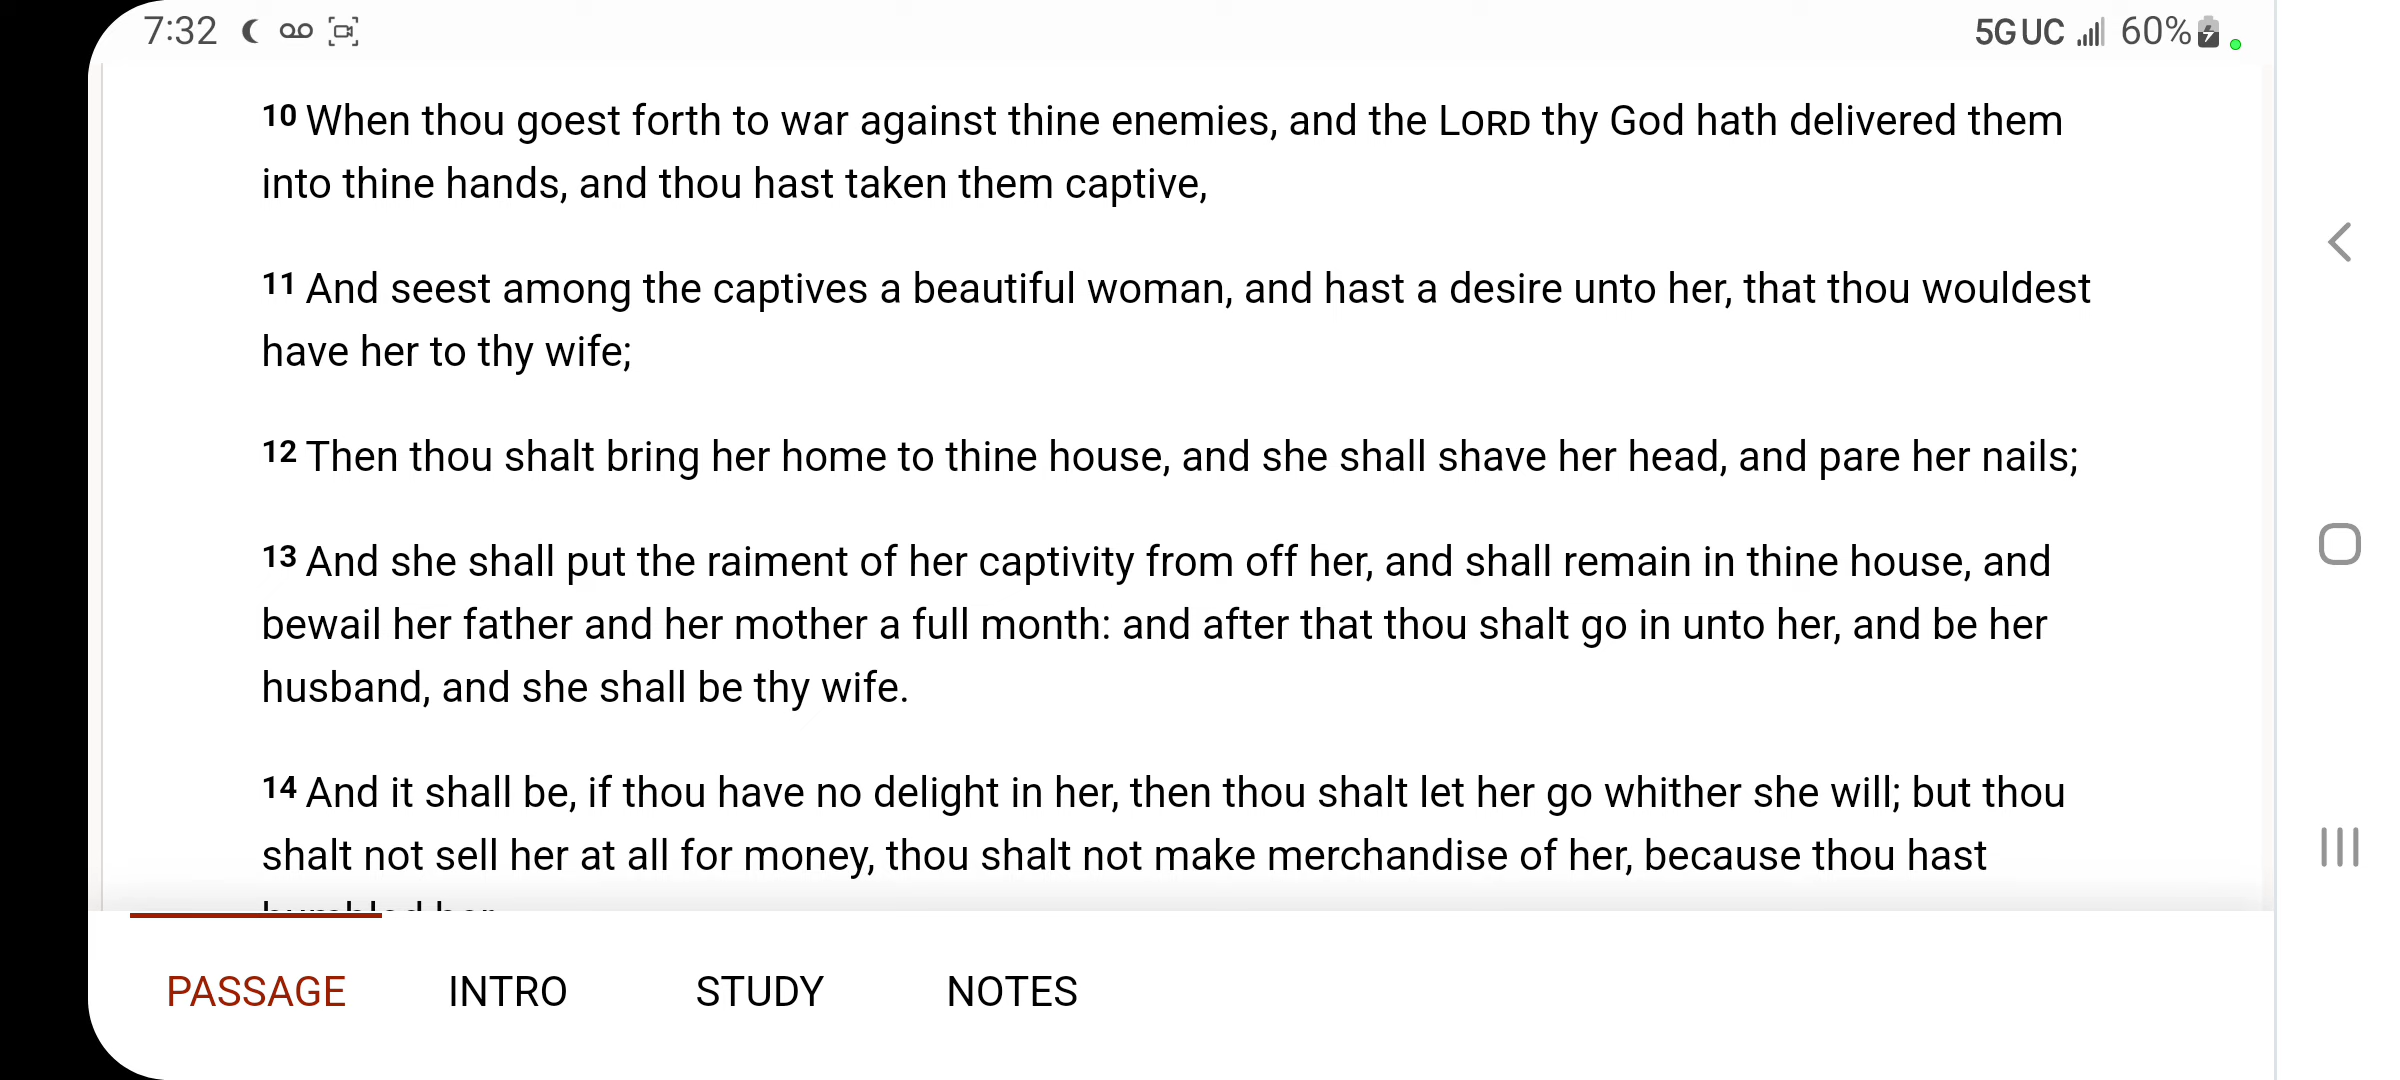 7:32 5G UC 60%
10 When thou goest forth to war against thine enemies, and the LORD thy God hath delivered them
into thine hands, and thou hast taken them captive,
11 And seest among the captives a beautiful woman, and hast a desire unto her, that thou wouldest
have her to thy wife;
12 Then thou shalt bring her home to thine house, and she shall shave her head, and pare her nails;
13 And she shall put the raiment of her captivity from off her, and shall remain in thine house, and
bewail her father and her mother a full month: and after that thou shalt go in unto her, and be her
husband, and she shall be thy wife.
14 And it shall be, if thou have no delight in her, then thou shalt let her go whither she will; but thou
shalt not sell her at all for money, thou shalt not make merchandise of her, because thou hast
PASSAGE INTRO STUDY NOTES